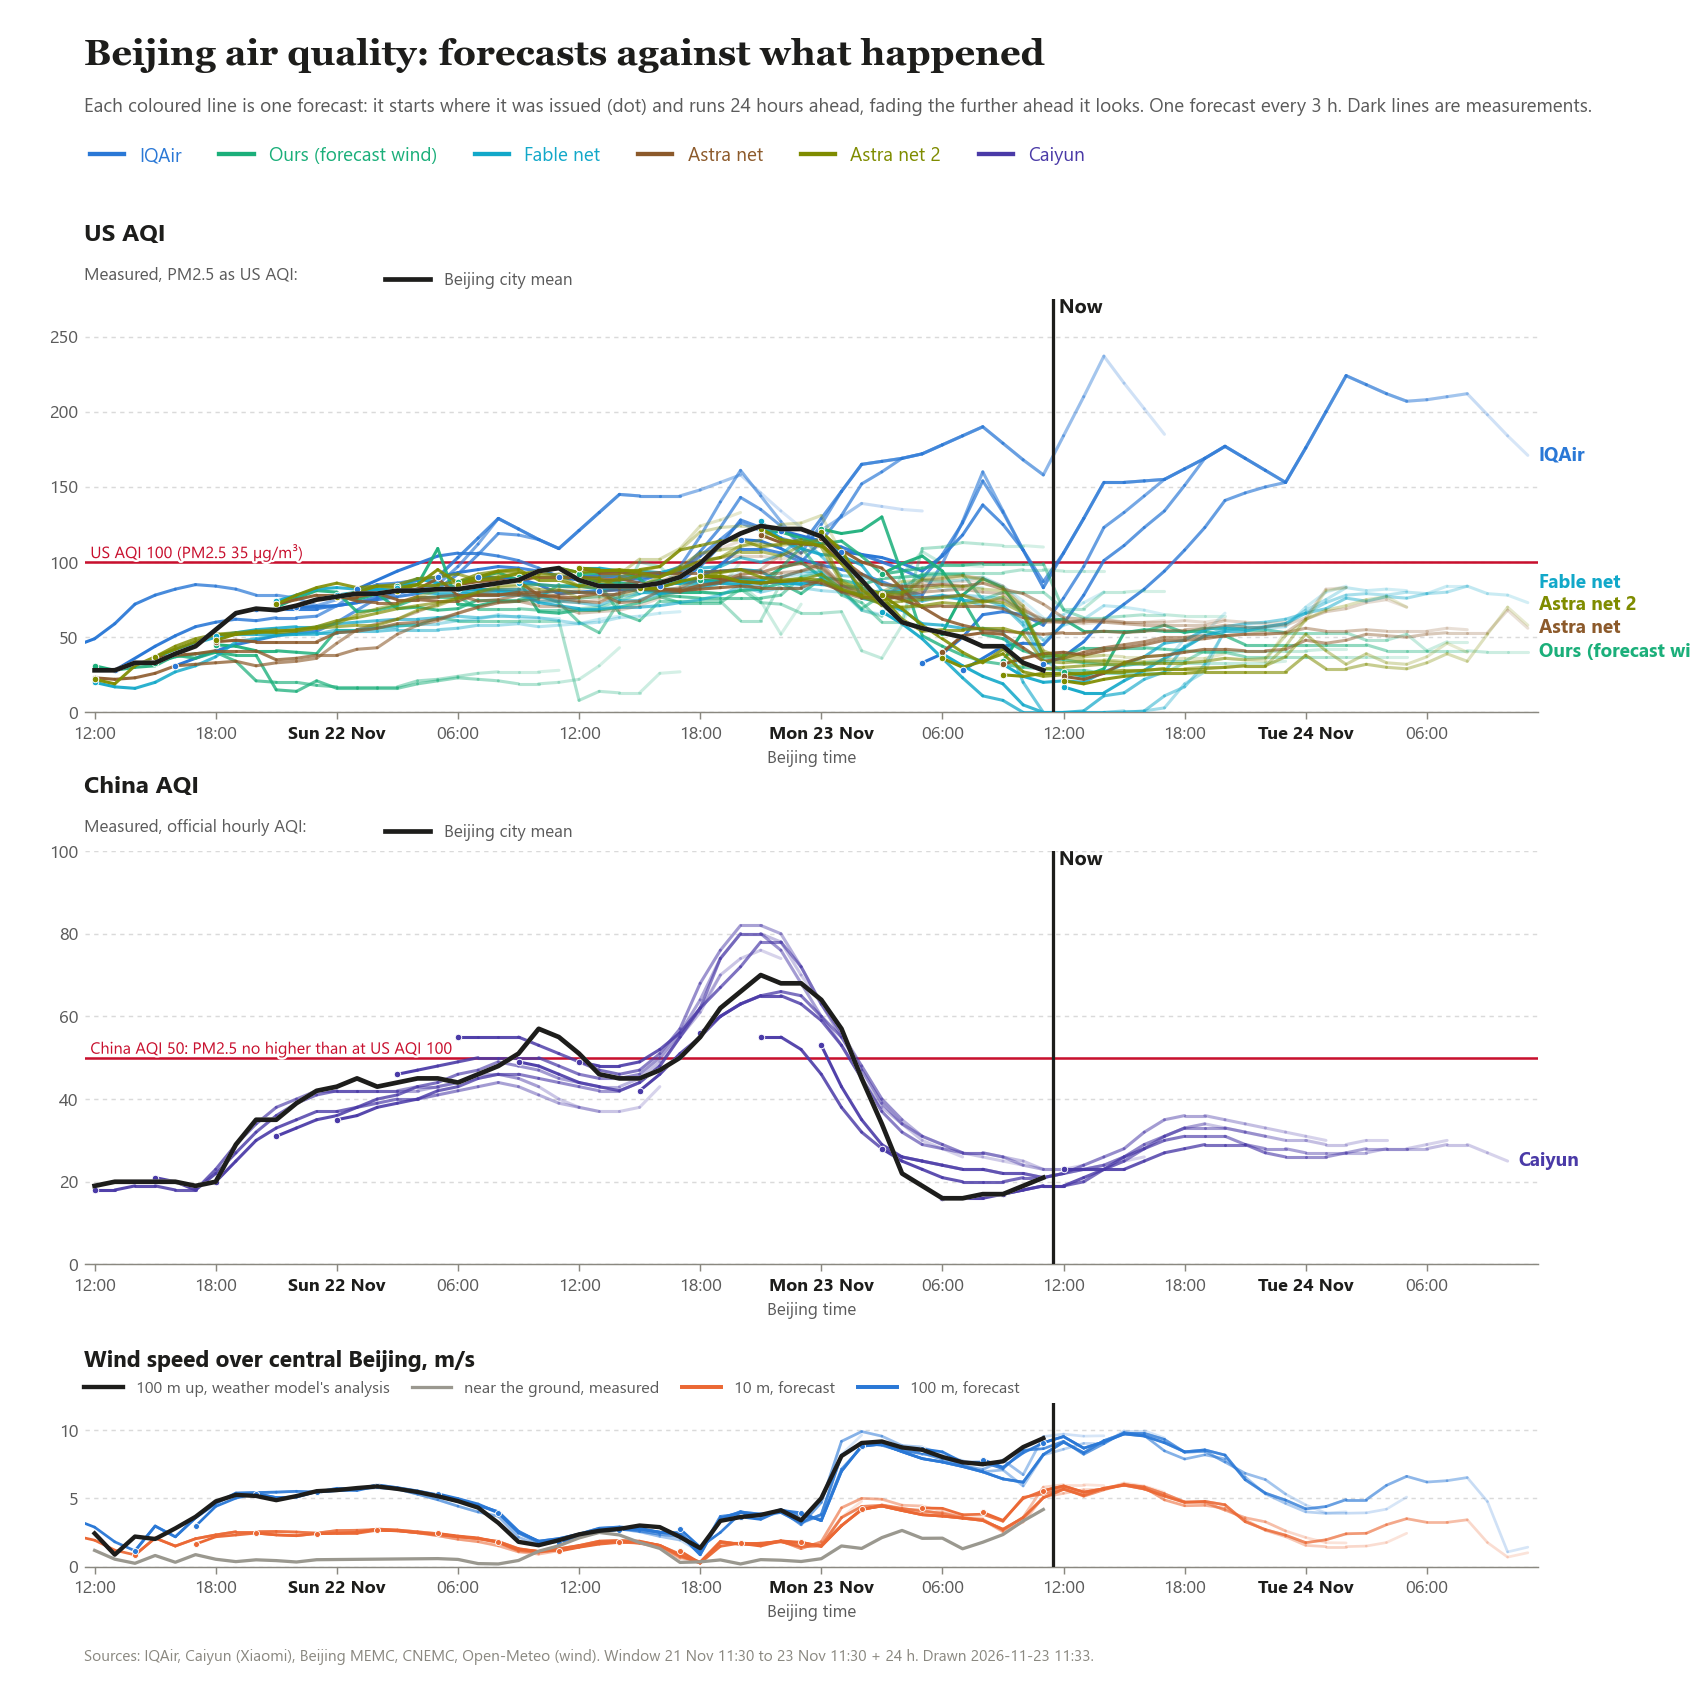 Beijing air quality: forecasts against what happened
Each coloured line is one forecast: it starts where it was issued (dot) and runs 24 hours ahead, fading the further ahead it looks. One forecast every 3 h. Dark lines are measurements.
IQAir Ours (forecast wind) Fable net Astra net Astra net 2 Caiyun
US AQI
Measured, PM2.5 as US AQI: Beijing city mean
Now
250
200
IQAir
150
US AQI 100 (PM2.5 35 µg/m³)
100
Fable net
Astra net 2
Astra net
50
Ours (forecast wi
0
12:00 18:00 Sun 22 Nov 06:00 12:00 18:00 Mon 23 Nov 06:00 12:00 18:00 Tue 24 Nov 06:00
Beijing time
China AQI
Measured, official hourly AQI: Beijing city mean
100
Now
80
60
China AQI 50: PM2.5 no higher than at US AQI 100
40
Caiyun
20
0
12:00 18:00 Sun 22 Nov 06:00 12:00 18:00 Mon 23 Nov 06:00 12:00 18:00 Tue 24 Nov 06:00
Beijing time
Wind speed over central Beijing, m/s
100 m up, weather model's analysis near the ground, measured 10 m, forecast 100 m, forecast
10
5
0
12:00 18:00 Sun 22 Nov 06:00 12:00 18:00 Mon 23 Nov 06:00 12:00 18:00 Tue 24 Nov 06:00
Beijing time
Sources: IQAir, Caiyun (Xiaomi), Beijing MEMC, CNEMC, Open-Meteo (wind). Window 21 Nov 11:30 to 23 Nov 11:30 + 24 h. Drawn 2026-11-23 11:33.